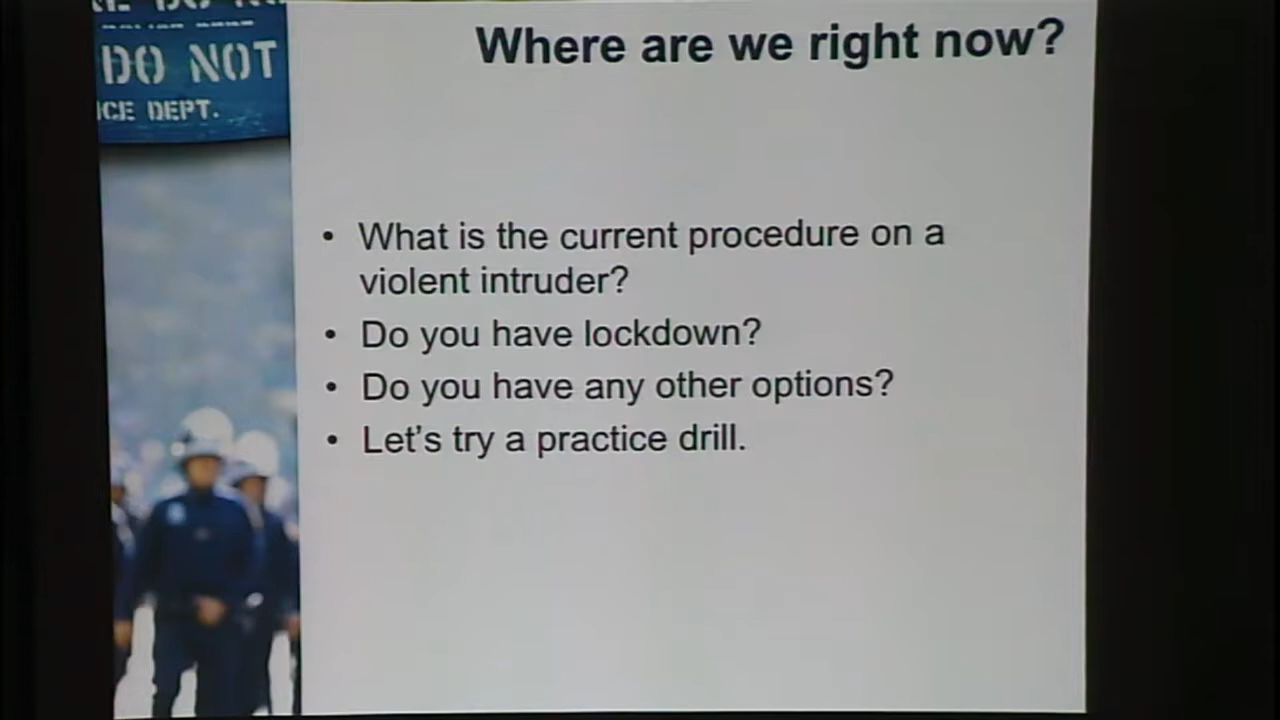 DO NOT
ICE DEPT.
Where are we right now?
• What is the current procedure on a
violent intruder?
• Do you have lockdown?
• Do you have any other options?
• Let's try a practice drill.